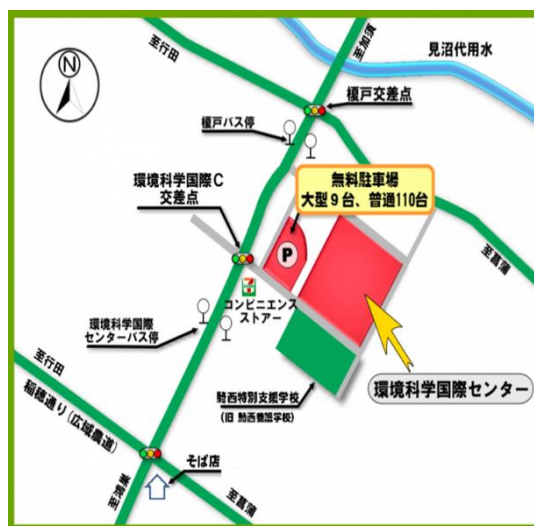 至行田
至加須
見沼代用水
N
榎戸交差点
榎戸バス停
無料駐車場
大型9台、普通110台
環境科学国際C
交差点
P
至菖蒲
コンビニエンス
ストアー
環境科学国際
センターバス停
至行田
環境科学国際センター
騎西特別支援学校
(旧 騎西養護学校)
稲穂通り(広域農道)
そば店
至鴻巣
至菖蒲